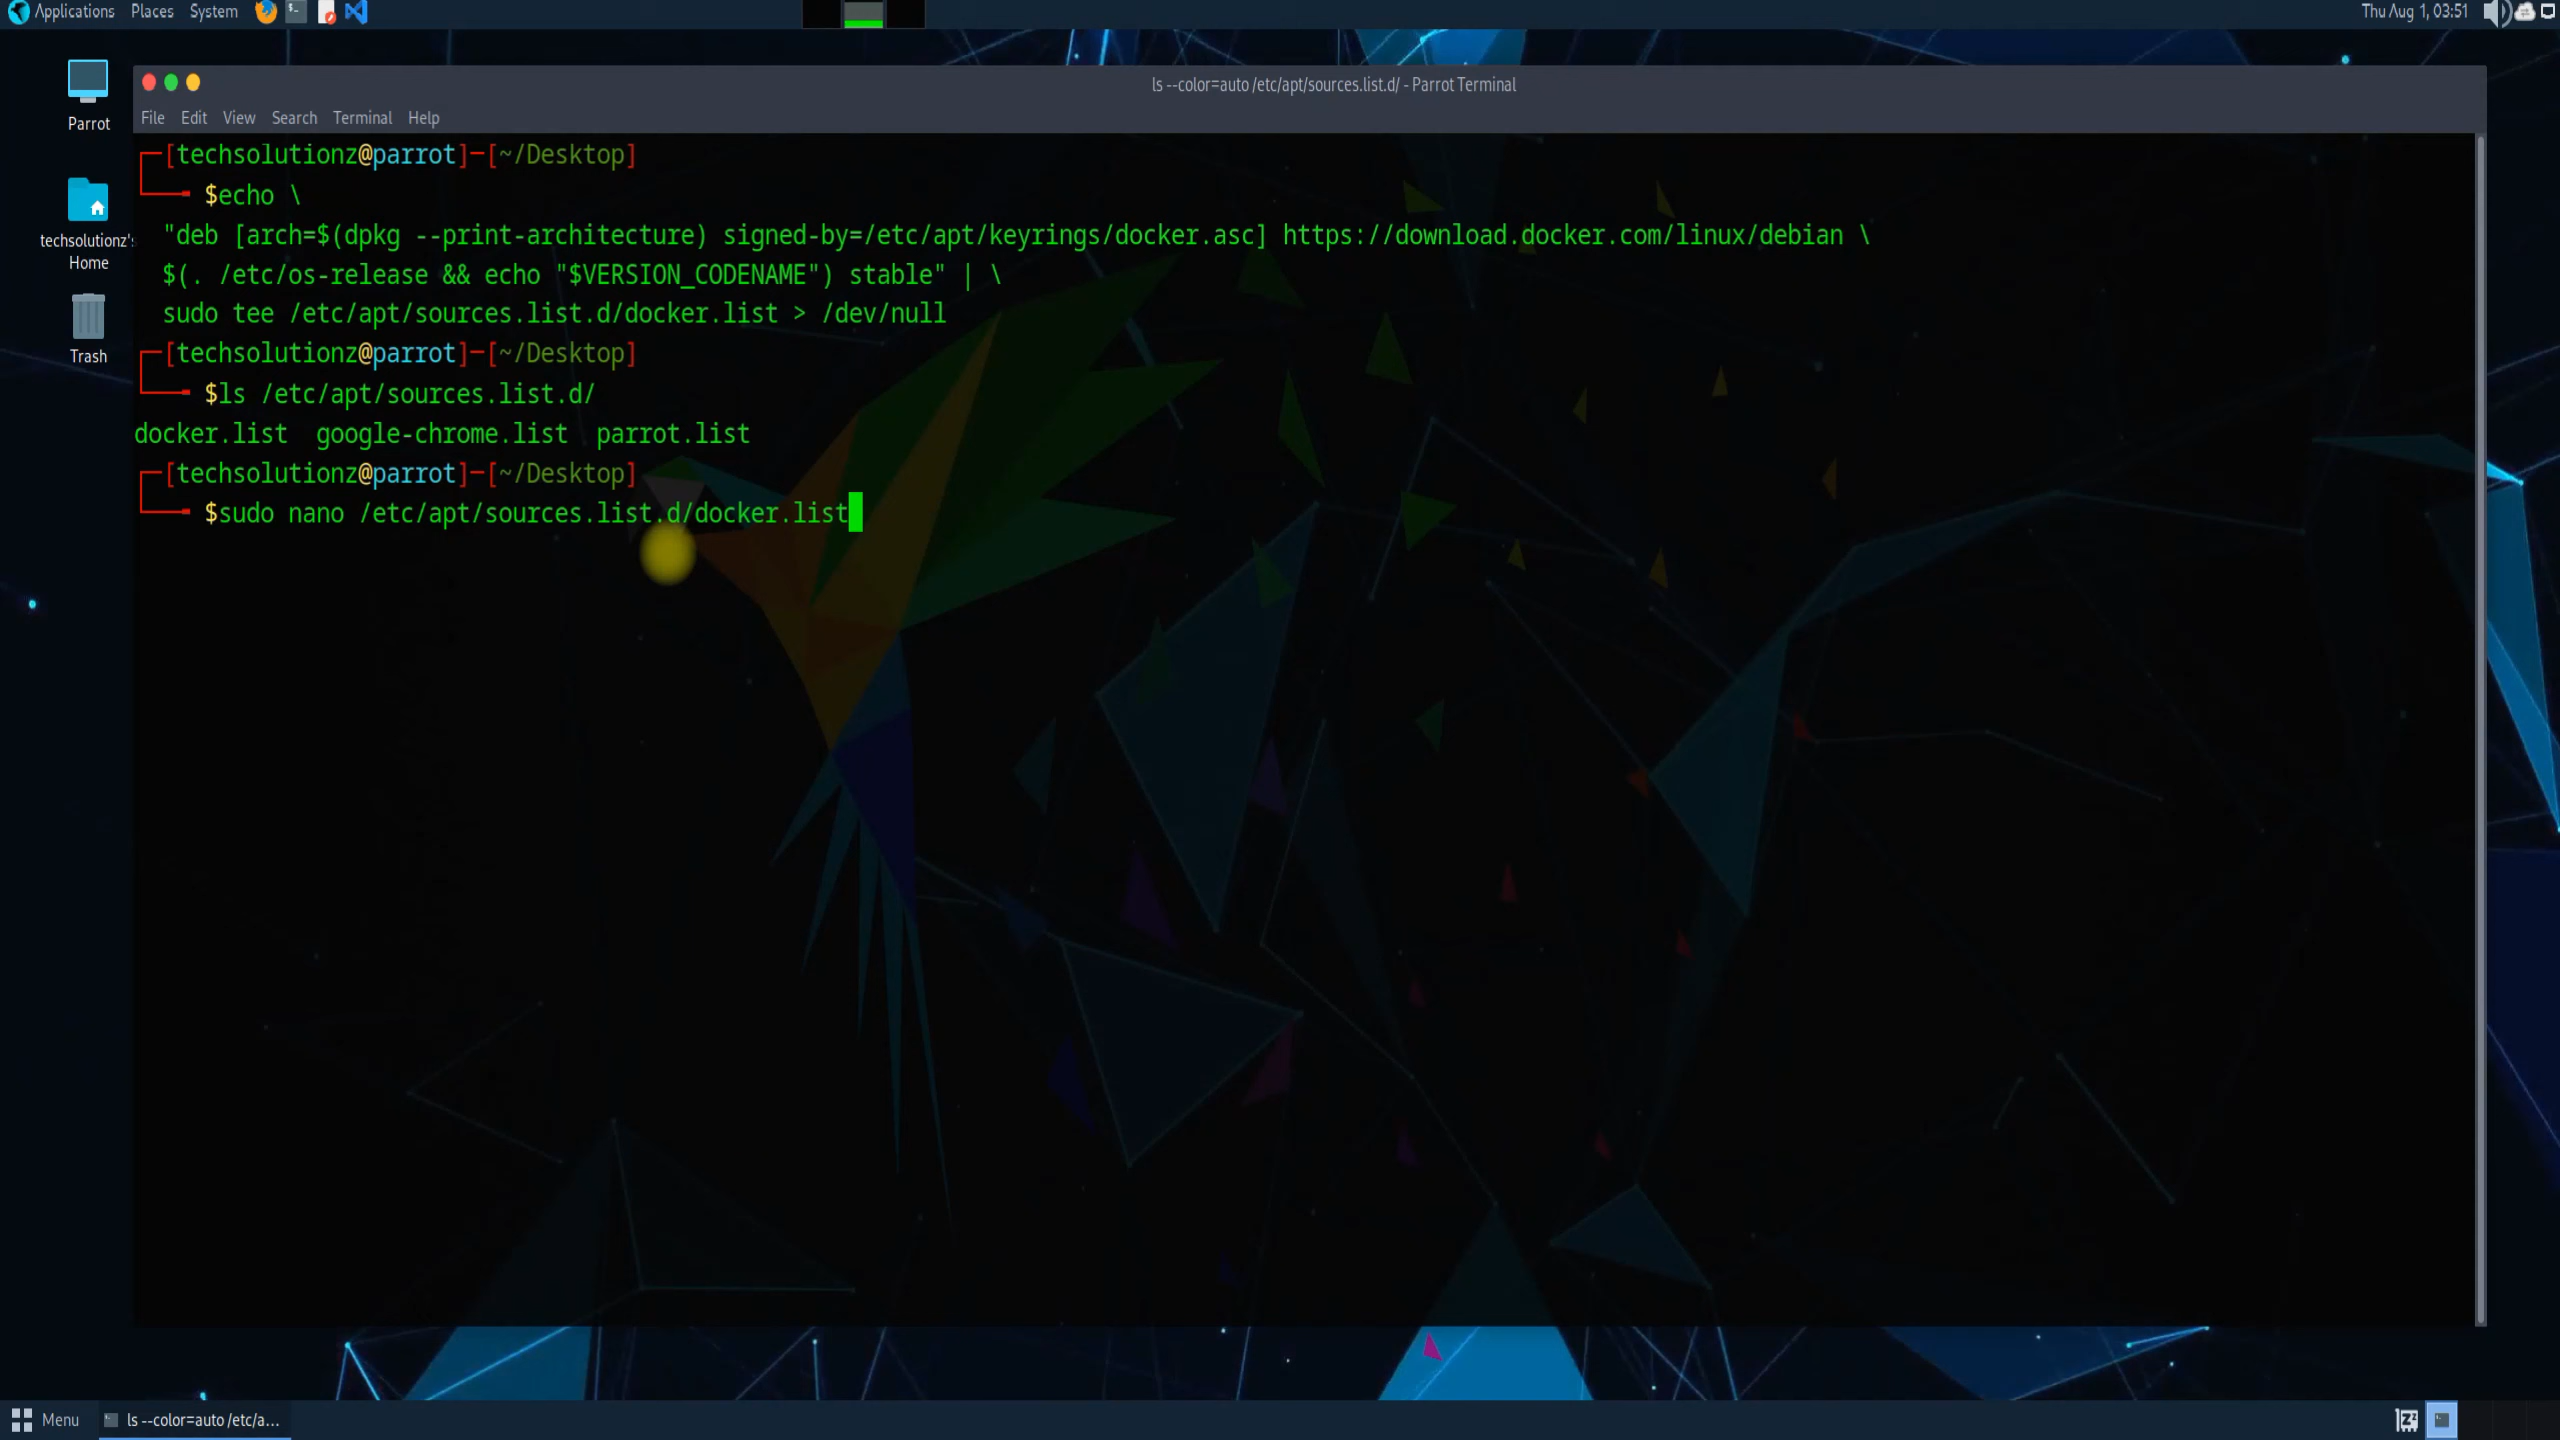 Applications Places System Thu Aug 1, 03:51
Parrot
techsolutionz's
Home
Trash
ls --color=auto /etc/apt/sources.list.d/ - Parrot Terminal
File Edit View Search Terminal Help
┌─[techsolutionz@parrot]─[~/Desktop]
└──╼ $echo \
  "deb [arch=$(dpkg --print-architecture) signed-by=/etc/apt/keyrings/docker.asc] https://download.docker.com/linux/debian \
  $(. /etc/os-release && echo "$VERSION_CODENAME") stable" | \
  sudo tee /etc/apt/sources.list.d/docker.list > /dev/null
┌─[techsolutionz@parrot]─[~/Desktop]
└──╼ $ls /etc/apt/sources.list.d/
docker.list google-chrome.list parrot.list
┌─[techsolutionz@parrot]─[~/Desktop]
└──╼ $sudo nano /etc/apt/sources.list.d/docker.list
Menu ls --color=auto /etc/a...